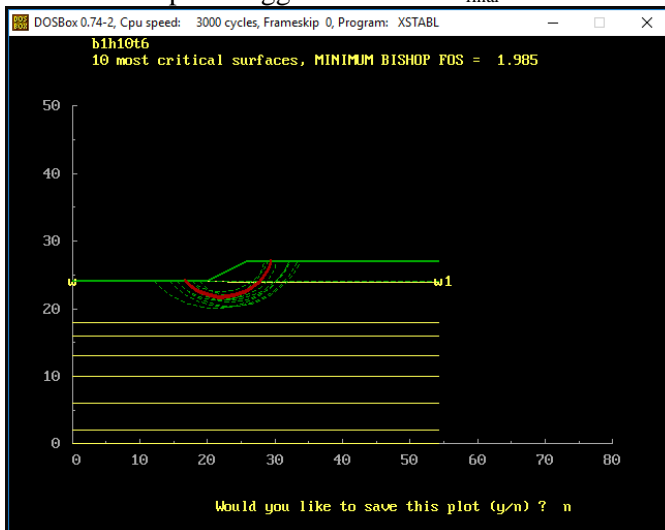 final
DOSBox 0.74-2, Cpu speed: 3000 cycles, Frameskip 0, Program: XSTABL
b1h10t6
10 most critical surfaces, MINIMUM BISHOP FOS = 1.985
50
40
30
w w1
20
10
0
0 10 20 30 40 50 60 70 80
Would you like to save this plot (y/n) ? n